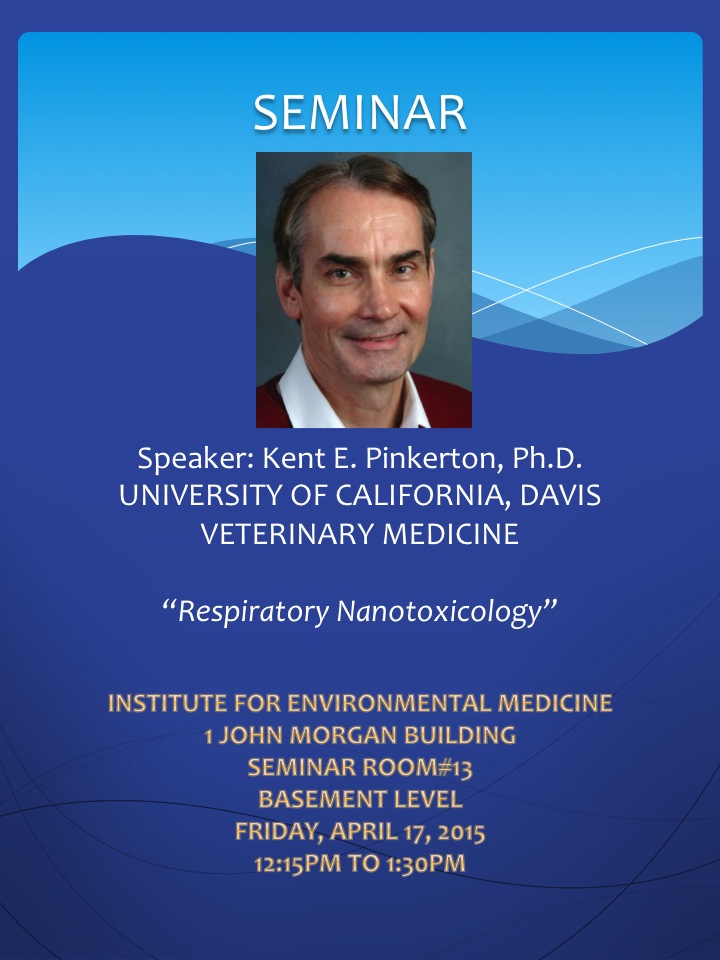 SEMINAR
Speaker: Kent E. Pinkerton, Ph.D.
UNIVERSITY OF CALIFORNIA, DAVIS
VETERINARY MEDICINE
“Respiratory Nanotoxicology”
INSTITUTE FOR ENVIRONMENTAL MEDICINE
1 JOHN MORGAN BUILDING
SEMINAR ROOM#13
BASEMENT LEVEL
FRIDAY, APRIL 17, 2015
12:15PM TO 1:30PM